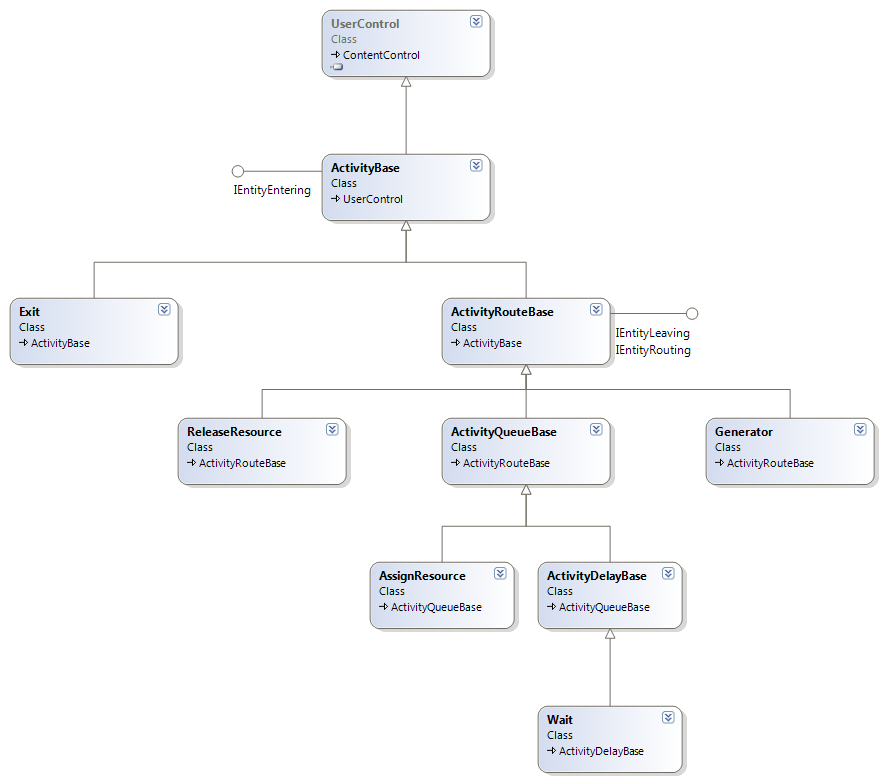 UserControl
Class
ContentControl
ActivityBase
Class
UserControl
IEntityEntering
Exit
Class
ActivityBase
ActivityRouteBase
Class
ActivityBase
IEntityLeaving
IEntityRouting
ReleaseResource
Class
ActivityRouteBase
ActivityQueueBase
Class
ActivityRouteBase
Generator
Class
ActivityRouteBase
AssignResource
Class
ActivityQueueBase
ActivityDelayBase
Class
ActivityQueueBase
Wait
Class
ActivityDelayBase